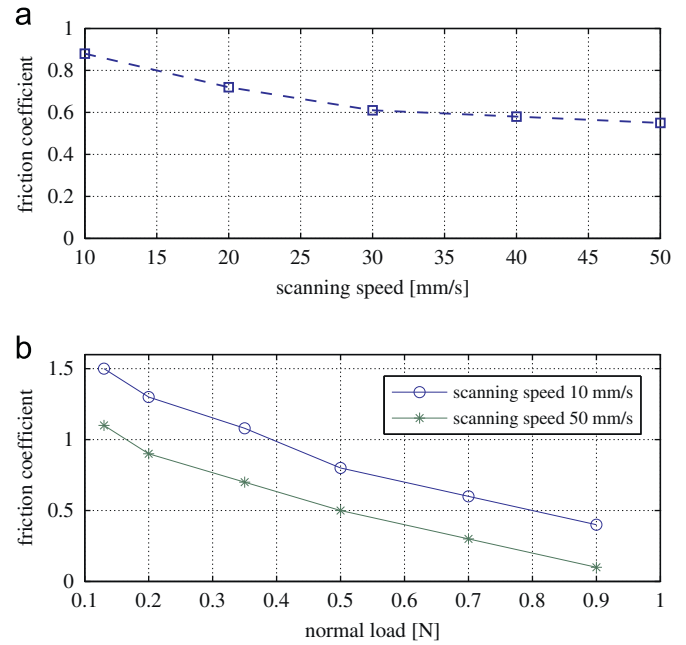 a
1
0.8
0.6
0.4
0.2
0
friction coefficient
10 15 20 25 30 35 40 45 50
scanning speed [mm/s]
b
1.5
1
0.5
0
friction coefficient
scanning speed 10 mm/s
scanning speed 50 mm/s
0.1 0.2 0.3 0.4 0.5 0.6 0.7 0.8 0.9 1
normal load [N]